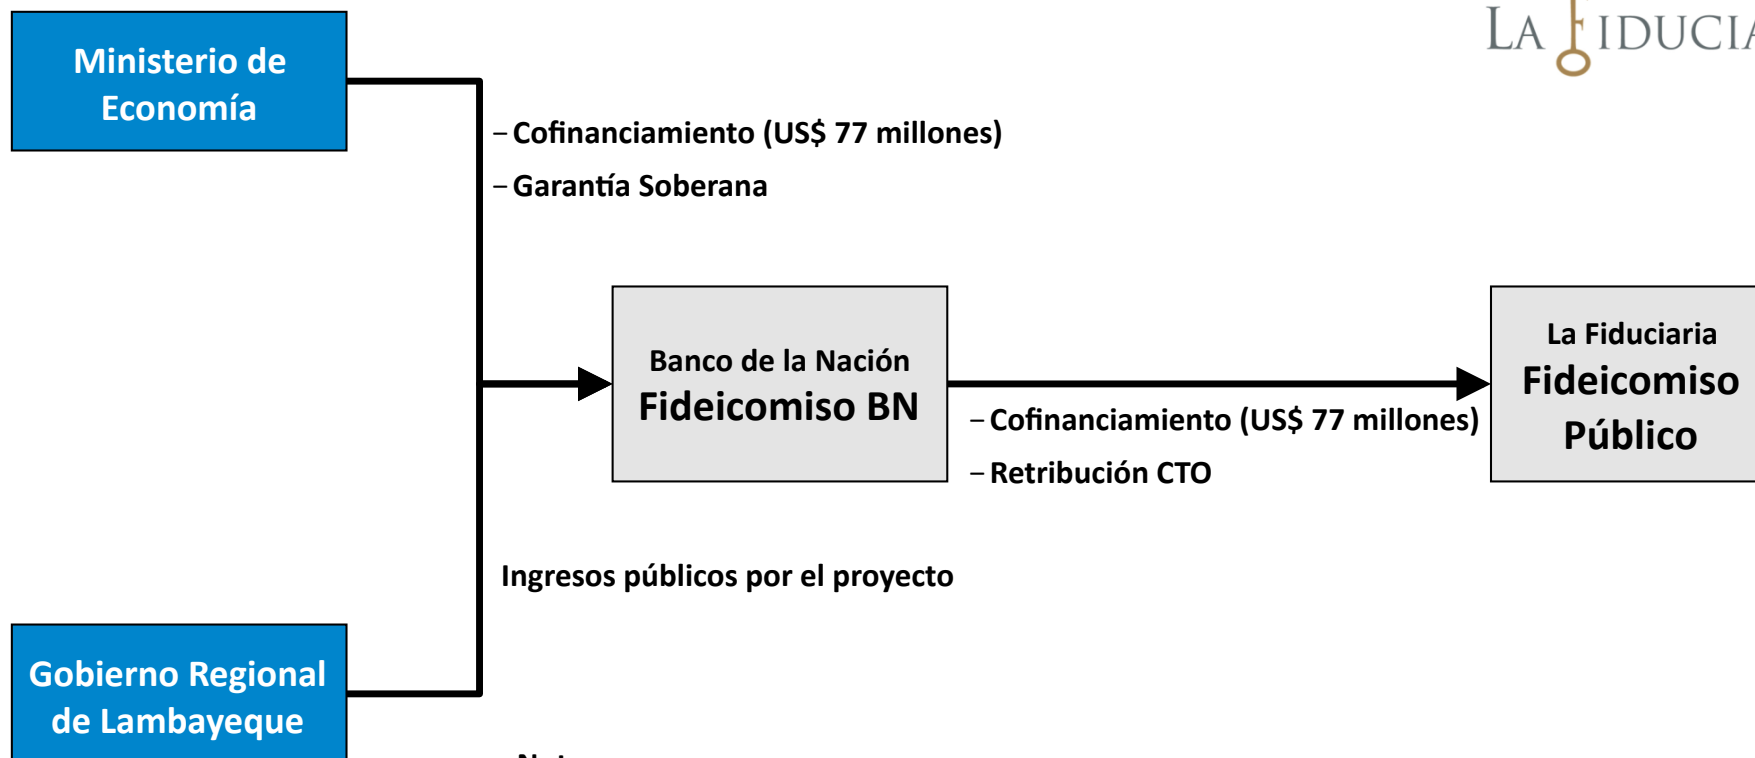 LA FIDUCIA
Ministerio de
Economía
– Cofinanciamiento (US$ 77 millones)
– Garantía Soberana
Banco de la Nación
Fideicomiso BN
– Cofinanciamiento (US$ 77 millones)
– Retribución CTO
La Fiduciaria
Fideicomiso
Público
Ingresos públicos por el proyecto
Gobierno Regional
de Lambayeque